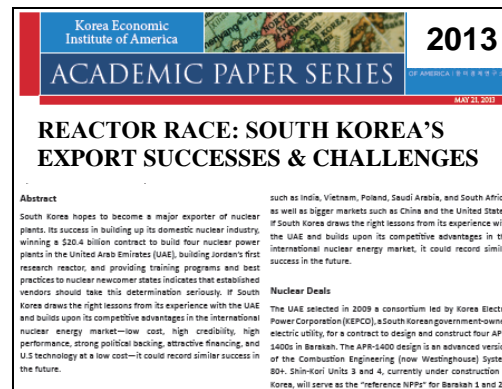 Korea Economic
Institute of America
2013
ACADEMIC PAPER SERIES
OF AMERICA
MAY 21, 2013
REACTOR RACE: SOUTH KOREA'S
EXPORT SUCCESSES & CHALLENGES
Abstract
South Korea hopes to become a major exporter of nuclear
plants. Its success in building up its domestic nuclear industry,
winning a $20.4 billion contract to build four nuclear power
plants in the United Arab Emirates (UAE), building Jordan's first
research reactor, and providing training programs and best
practices to nuclear newcomer states indicates that established
vendors should take this determination seriously. If South
Korea draws the right lessons from its experience with the UAE
and builds upon its competitive advantages in the international
nuclear energy market—low cost, high credibility, high
performance, strong political backing, attractive financing, and
U.S technology at a low cost—it could record similar success in
the future.
such as India, Vietnam, Poland, Saudi Arabia, and South Afric
as well as bigger markets such as China and the United State
If South Korea draws the right lessons from its experience wi
the UAE and builds upon its competitive advantages in th
international nuclear energy market, it could record simil
success in the future.
Nuclear Deals
The UAE selected in 2009 a consortium led by Korea Electr
Power Corporation (KEPCO), a South Korean government-own
electric utility, for a contract to design and construct four AP
1400s in Barakah. The APR-1400 design is an advanced versi
of the Combustion Engineering (now Westinghouse) Syste
80+. Shin-Kori Units 3 and 4, currently under construction
Korea, will serve as the "reference NPPs" for Barakah 1 and 2